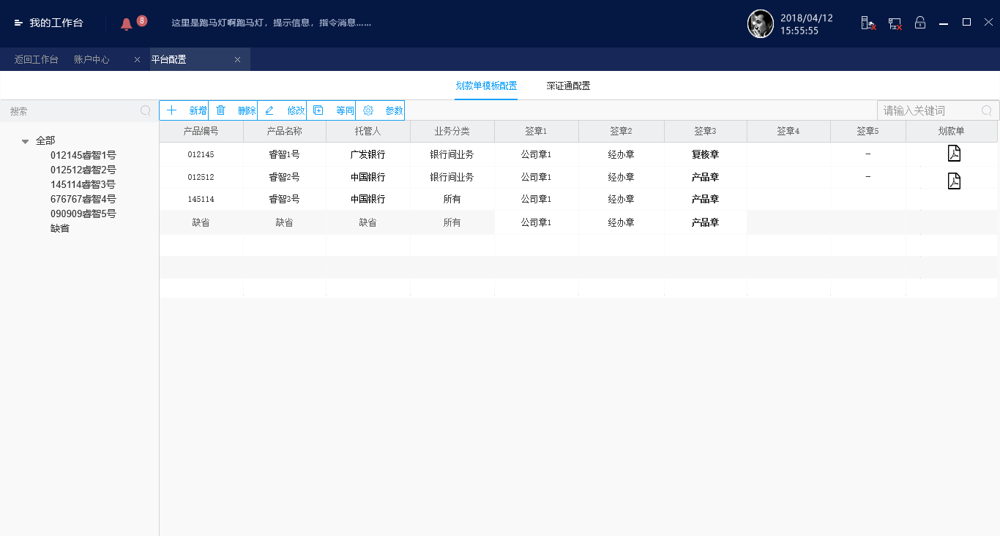 我的工作台 8 这里是跑马灯啊跑马灯，提示信息，指令消息…… 2018/04/12
15:55:55
返回工作台 账户中心 × 平台配置 ×
划款单模板配置 深证通配置
搜索 新增 删除 修改 等同 参数 请输入关键词
产品编号 产品名称 托管人 业务分类 签章1 签章2 签章3 签章4 签章5 划款单
全部
012145睿智1号
012512睿智2号
145114睿智3号
676767睿智4号
090909睿智5号
缺省
012145 睿智1号 广发银行 银行间业务 公司章1 经办章 复核章 –
012512 睿智2号 中国银行 银行间业务 公司章1 经办章 产品章 –
145114 睿智3号 中国银行 所有 公司章1 经办章 产品章
缺省 缺省 缺省 所有 公司章1 经办章 产品章